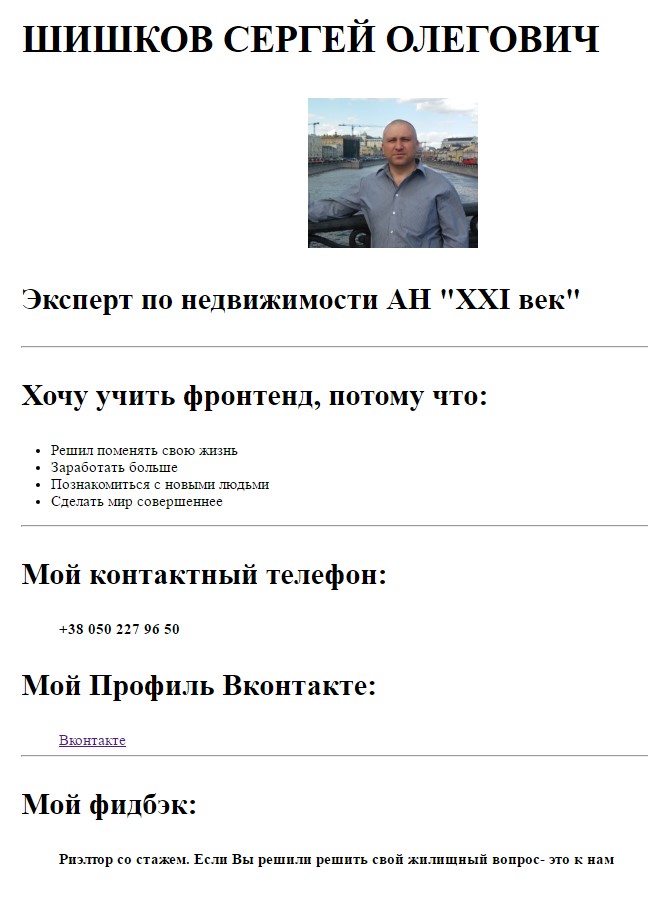 ШИШКОВ СЕРГЕЙ ОЛЕГОВИЧ
Эксперт по недвижимости АН "XXI век"
Хочу учить фронтенд, потому что:
Решил поменять свою жизнь
Заработать больше
Познакомиться с новыми людьми
Сделать мир совершеннее
Мой контактный телефон:
+38 050 227 96 50
Мой Профиль Вконтакте:
Вконтакте
Мой фидбэк:
Риэлтор со стажем. Если Вы решили решить свой жилищный вопрос- это к нам